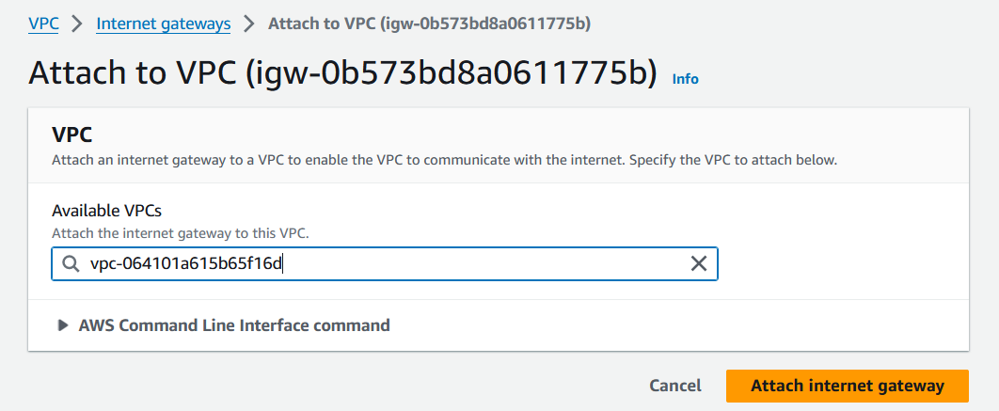 VPC > Internet gateways > Attach to VPC (igw-0b573bd8a0611775b)
Attach to VPC (igw-0b573bd8a0611775b) Info
VPC
Attach an internet gateway to a VPC to enable the VPC to communicate with the internet. Specify the VPC to attach below.
Available VPCs
Attach the internet gateway to this VPC.
vpc-064101a615b65f16d
AWS Command Line Interface command
Cancel Attach internet gateway